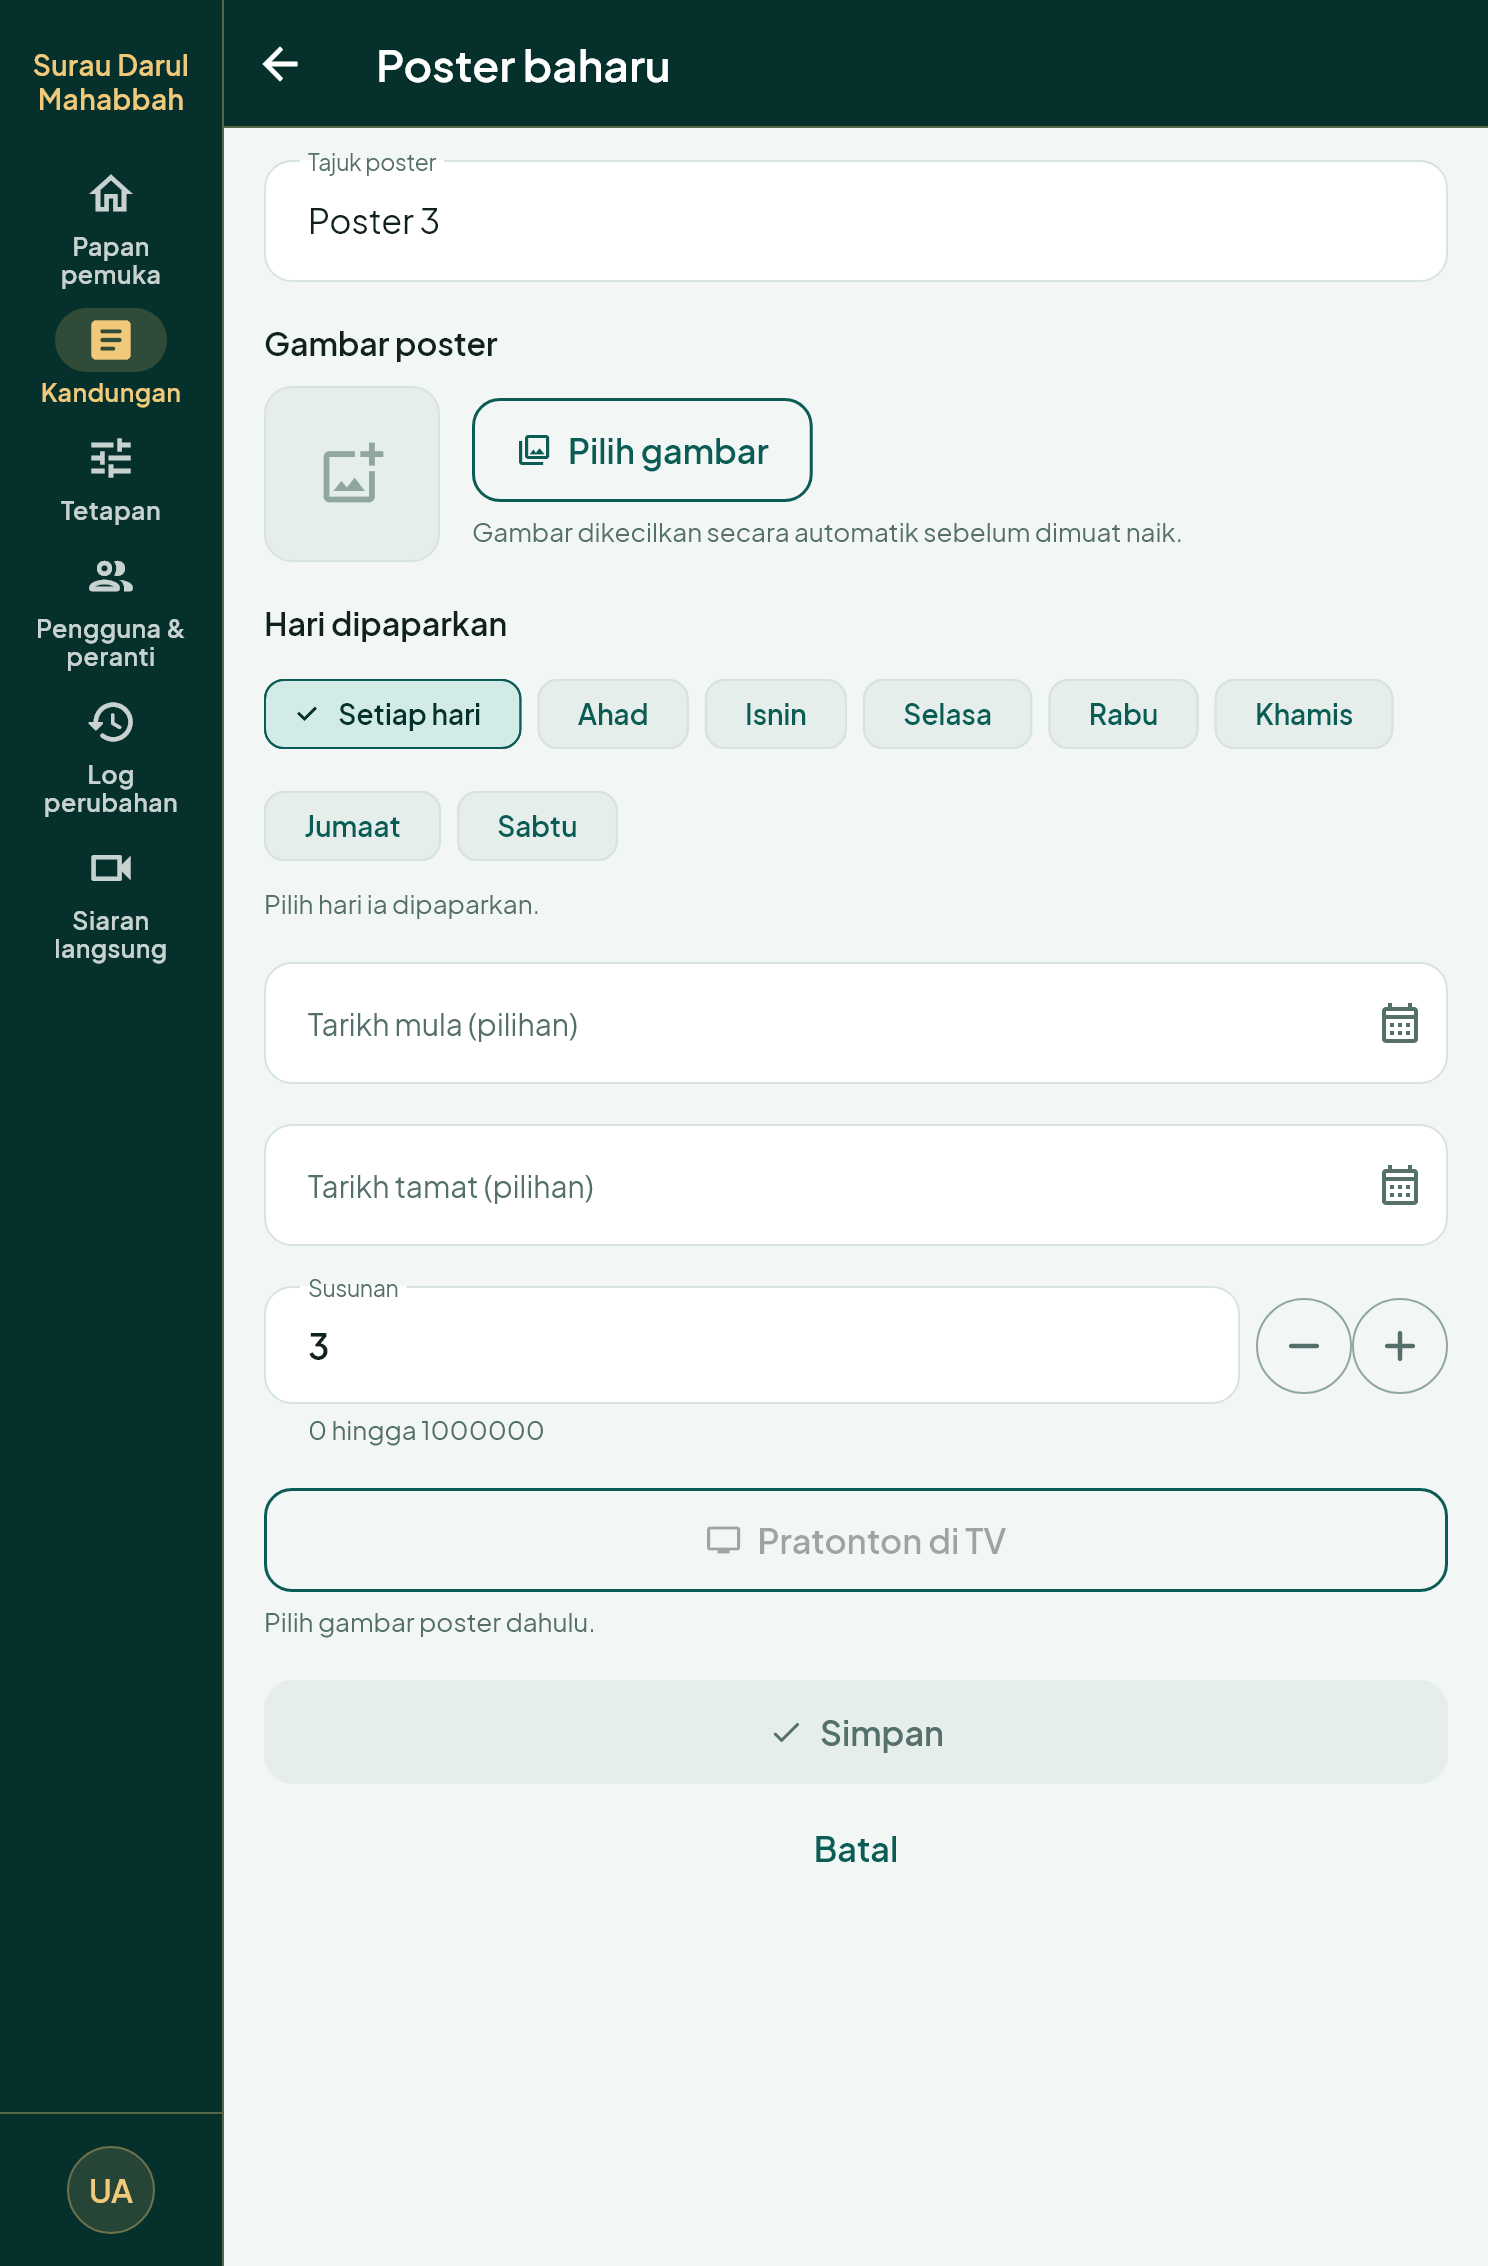 Surau Darul
Mahabbah
Papan
pemuka
Kandungan
Tetapan
Pengguna &
peranti
Log
perubahan
Siaran
langsung
UA
Poster baharu
Tajuk poster
Poster 3
Gambar poster
Pilih gambar
Gambar dikecilkan secara automatik sebelum dimuat naik.
Hari dipaparkan
Setiap hari
Ahad
Isnin
Selasa
Rabu
Khamis
Jumaat
Sabtu
Pilih hari ia dipaparkan.
Tarikh mula (pilihan)
Tarikh tamat (pilihan)
Susunan
3
0 hingga 1000000
Pratonton di TV
Pilih gambar poster dahulu.
Simpan
Batal